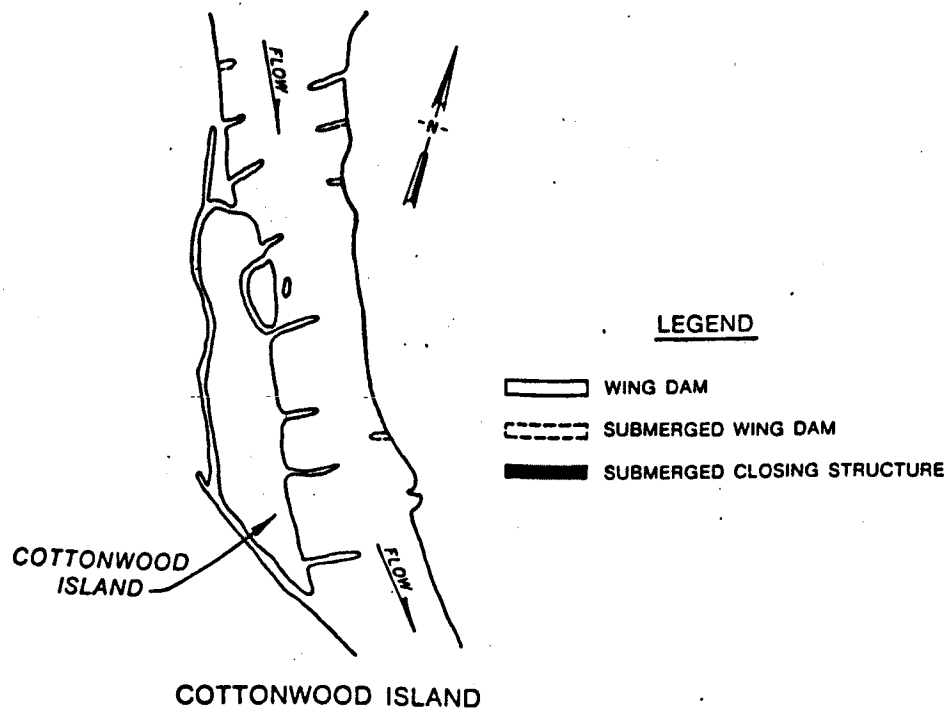 FLOW
-N-
LEGEND
WING DAM
SUBMERGED WING DAM
SUBMERGED CLOSING STRUCTURE
COTTONWOOD
ISLAND
FLOW
COTTONWOOD ISLAND